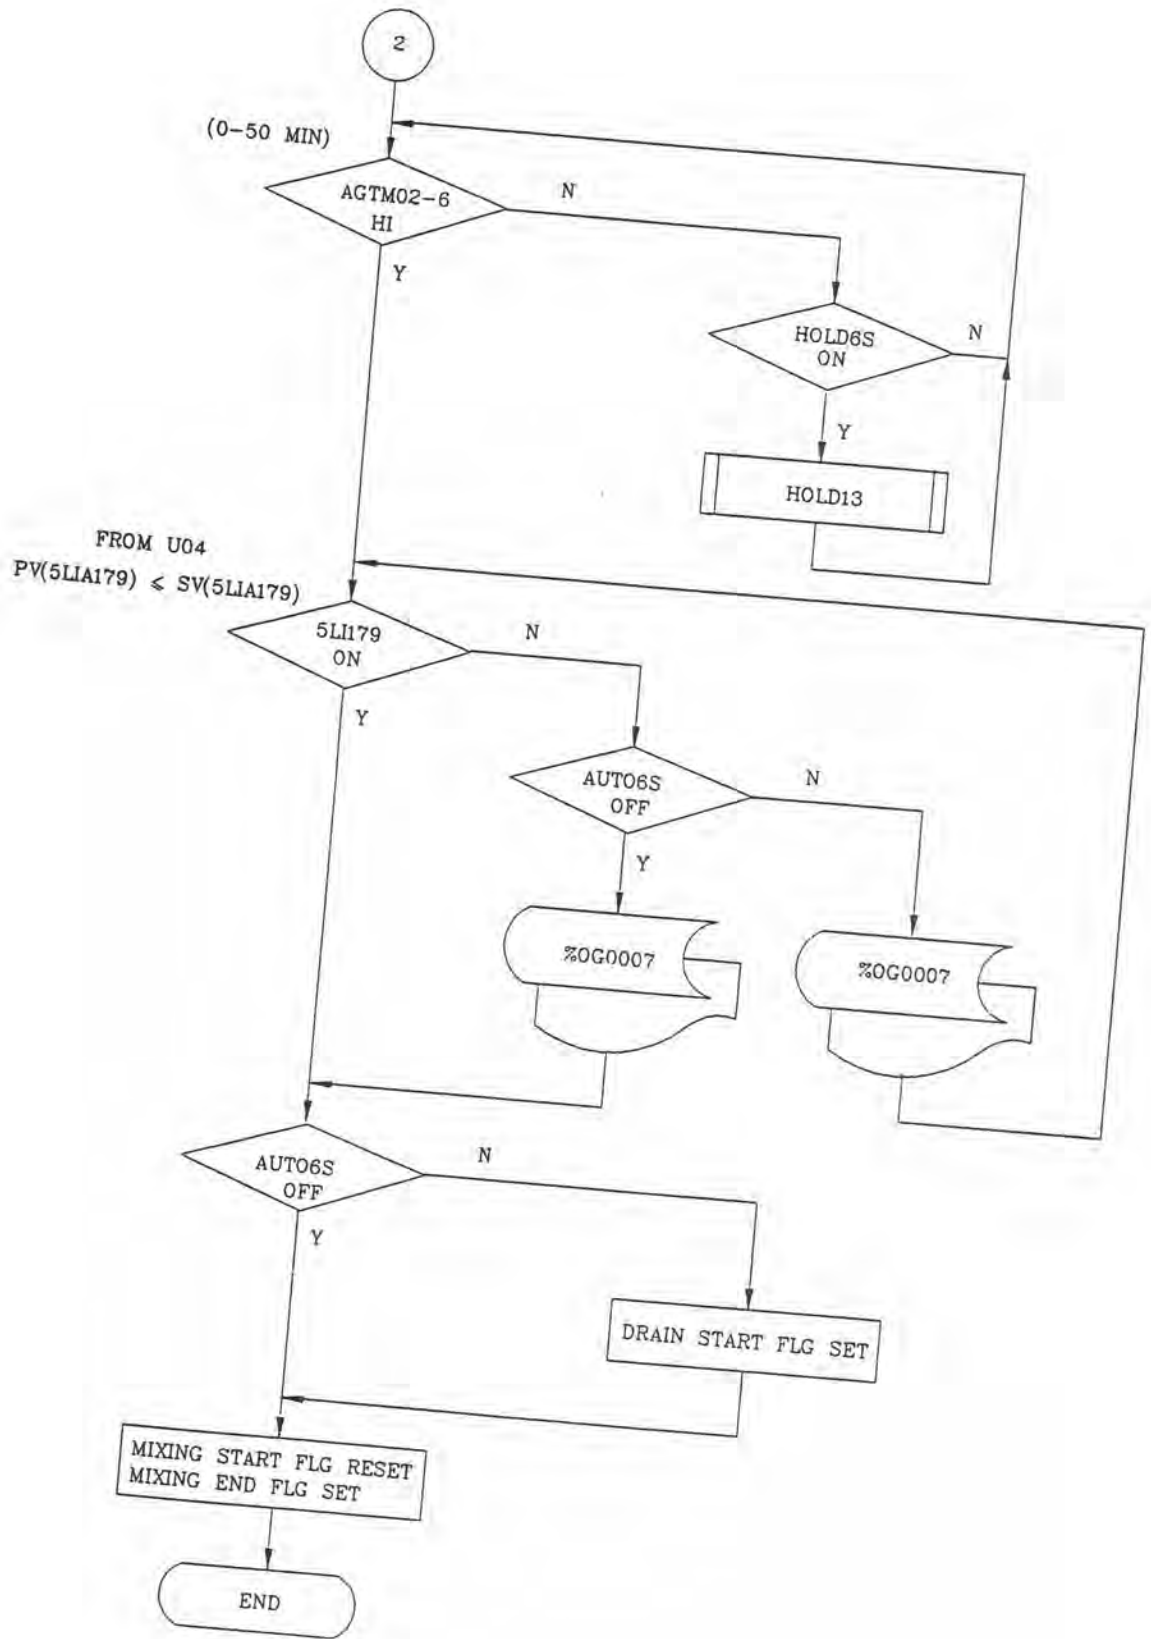 2
(0-50 MIN)
AGTM02-6
HI
N
Y
HOLD6S
ON
N
Y
HOLD13
FROM U04
PV(5LIA179) ⩽ SV(5LIA179)
5LI179
ON
N
Y
AUTO6S
OFF
N
Y
%OG0007
%OG0007
AUTO6S
OFF
N
Y
DRAIN START FLG SET
MIXING START FLG RESET
MIXING END FLG SET
END